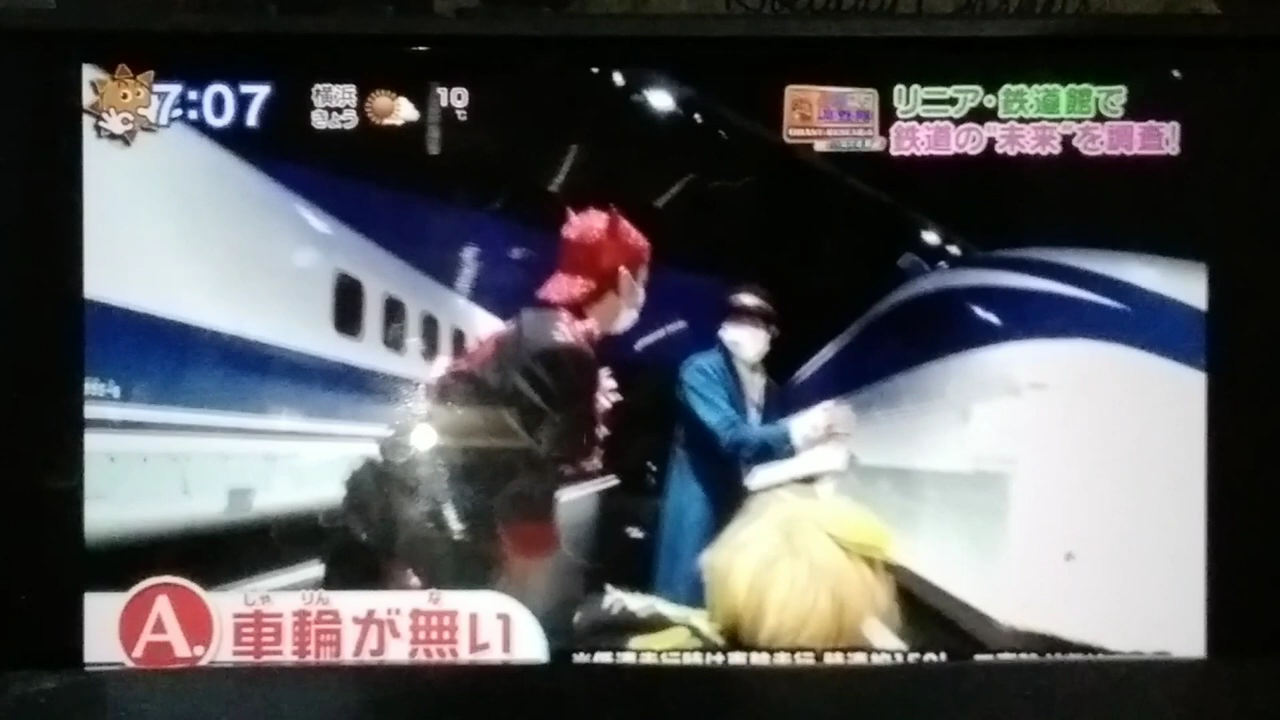 7:07
横浜
きょう
10
℃
リニア・鉄道館で
鉄道の"未来"を調査!
A.
しゃ りん な
車輪が無い